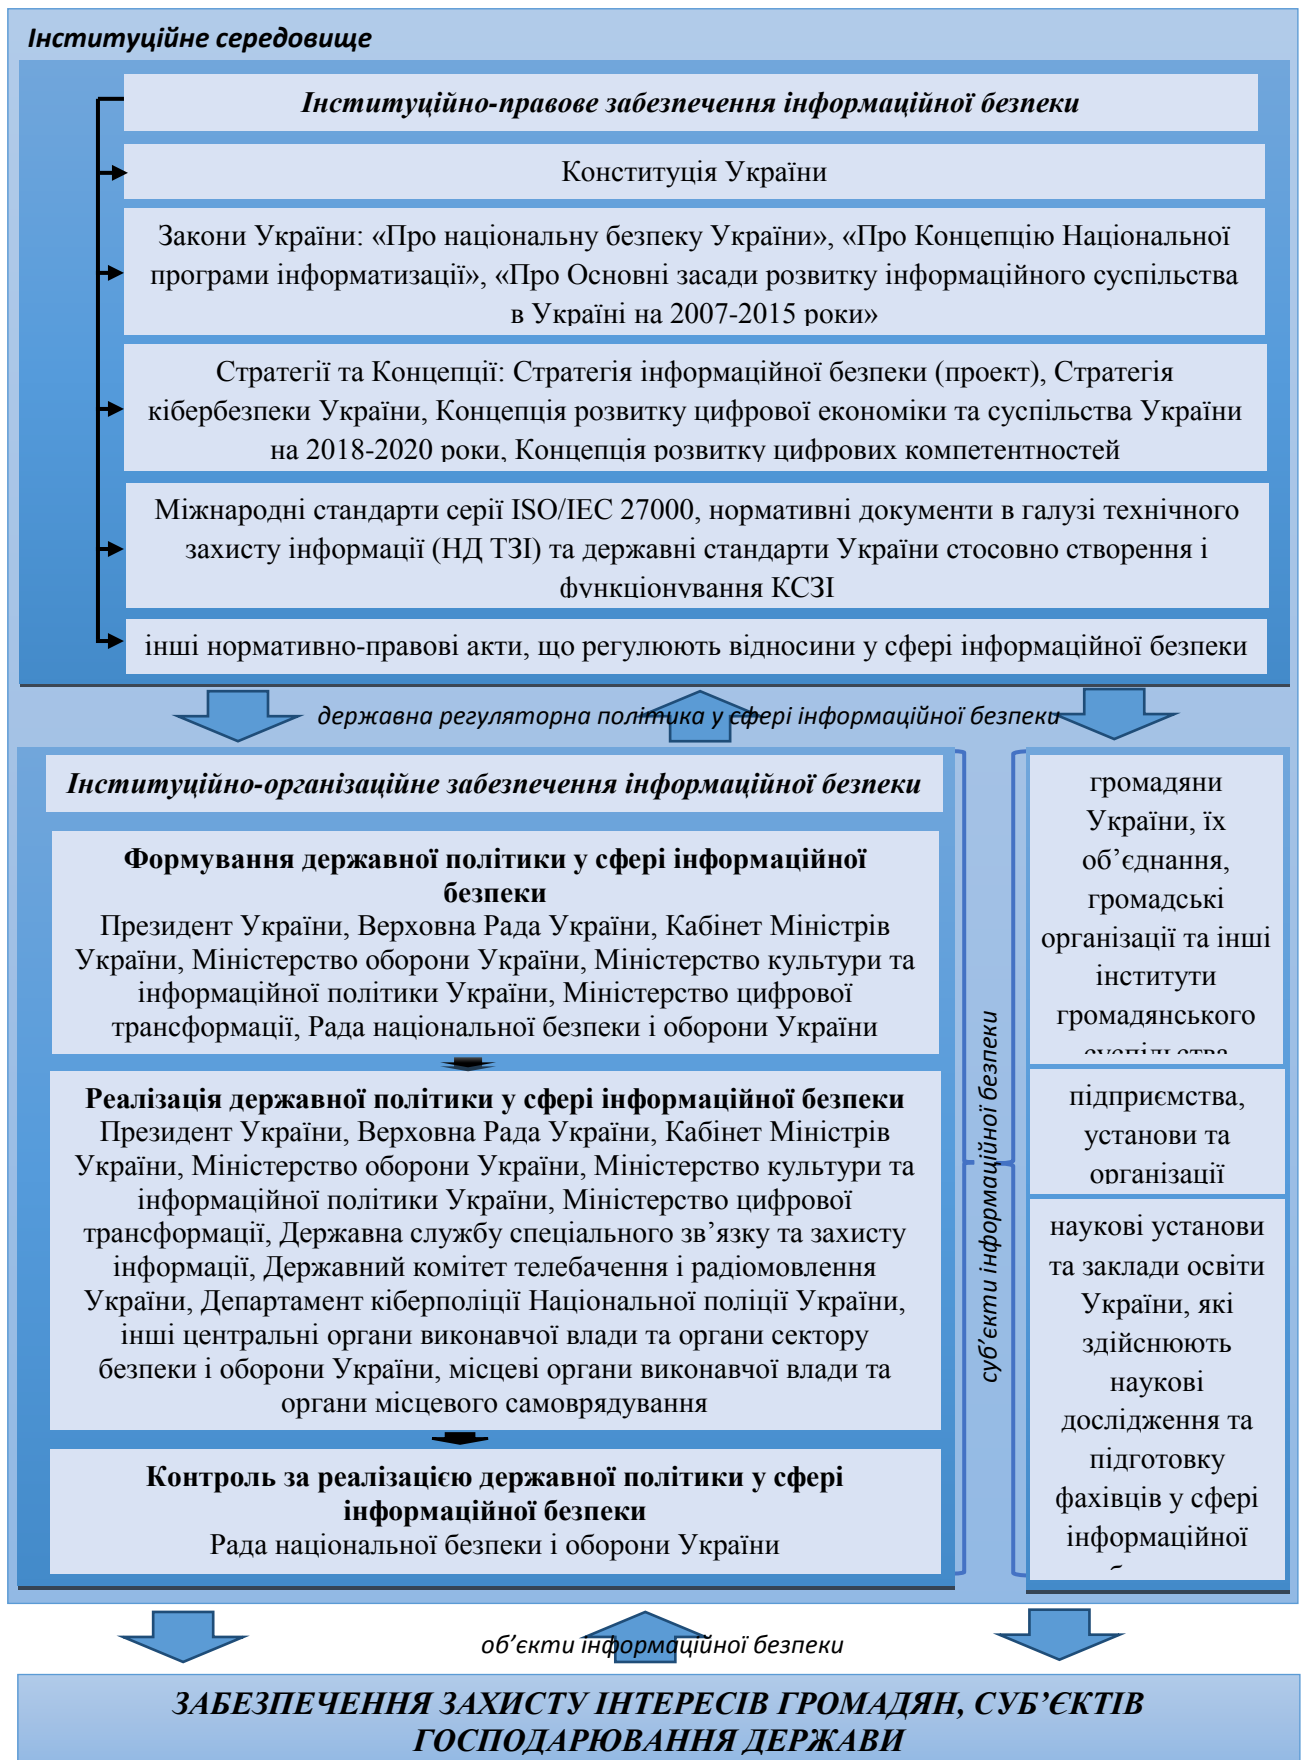 Інституційне середовище
Інституційно-правове забезпечення інформаційної безпеки
Конституція України
Закони України: «Про національну безпеку України», «Про Концепцію Національної
програми інформатизації», «Про Основні засади розвитку інформаційного суспільства
в Україні на 2007-2015 роки»
Стратегії та Концепції: Стратегія інформаційної безпеки (проект), Стратегія
кібербезпеки України, Концепція розвитку цифрової економіки та суспільства України
на 2018-2020 роки, Концепція розвитку цифрових компетентностей
Міжнародні стандарти серії ISO/IEC 27000, нормативні документи в галузі технічного
захисту інформації (НД ТЗІ) та державні стандарти України стосовно створення і
функціонування КСЗІ
інші нормативно-правові акти, що регулюють відносини у сфері інформаційної безпеки
державна регуляторна політика у сфері інформаційної безпеки
Інституційно-організаційне забезпечення інформаційної безпеки
Формування державної політики у сфері інформаційної
безпеки
Президент України, Верховна Рада України, Кабінет Міністрів
України, Міністерство оборони України, Міністерство культури та
інформаційної політики України, Міністерство цифрової
трансформації, Рада національної безпеки і оборони України
Реалізація державної політики у сфері інформаційної безпеки
Президент України, Верховна Рада України, Кабінет Міністрів
України, Міністерство оборони України, Міністерство культури та
інформаційної політики України, Міністерство цифрової
трансформації, Державна службу спеціального зв’язку та захисту
інформації, Державний комітет телебачення і радіомовлення
України, Департамент кіберполіції Національної поліції України,
інші центральні органи виконавчої влади та органи сектору
безпеки і оборони України, місцеві органи виконавчої влади та
органи місцевого самоврядування
Контроль за реалізацією державної політики у сфері
інформаційної безпеки
Рада національної безпеки і оборони України
суб’єкти інформаційної безпеки
громадяни
України, їх
об’єднання,
громадські
організації та інші
інститути
громадянського
суспільства
підприємства,
установи та
організації
наукові установи
та заклади освіти
України, які
здійснюють
наукові
дослідження та
підготовку
фахівців у сфері
інформаційної
об’єкти інформаційної безпеки
ЗАБЕЗПЕЧЕННЯ ЗАХИСТУ ІНТЕРЕСІВ ГРОМАДЯН, СУБ’ЄКТІВ
ГОСПОДАРЮВАННЯ ДЕРЖАВИ